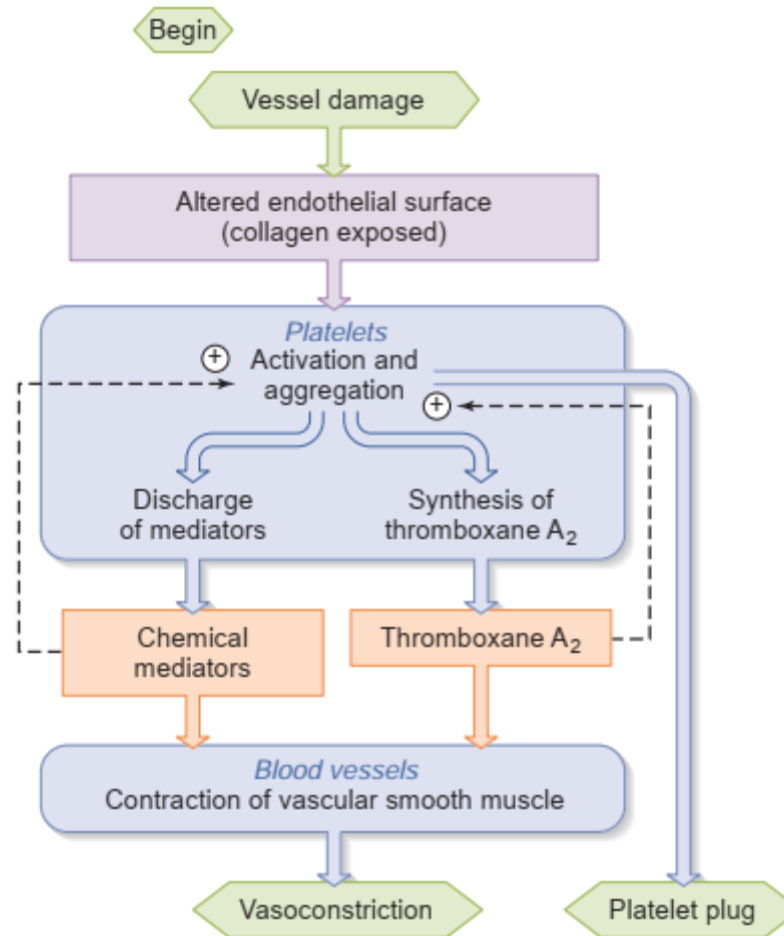 Begin
Vessel damage
Altered endothelial surface
(collagen exposed)
Platelets
+
Activation and
aggregation
+
Discharge
of mediators
Synthesis of
thromboxane A₂
Chemical
mediators
Thromboxane A₂
Blood vessels
Contraction of vascular smooth muscle
Vasoconstriction
Platelet plug